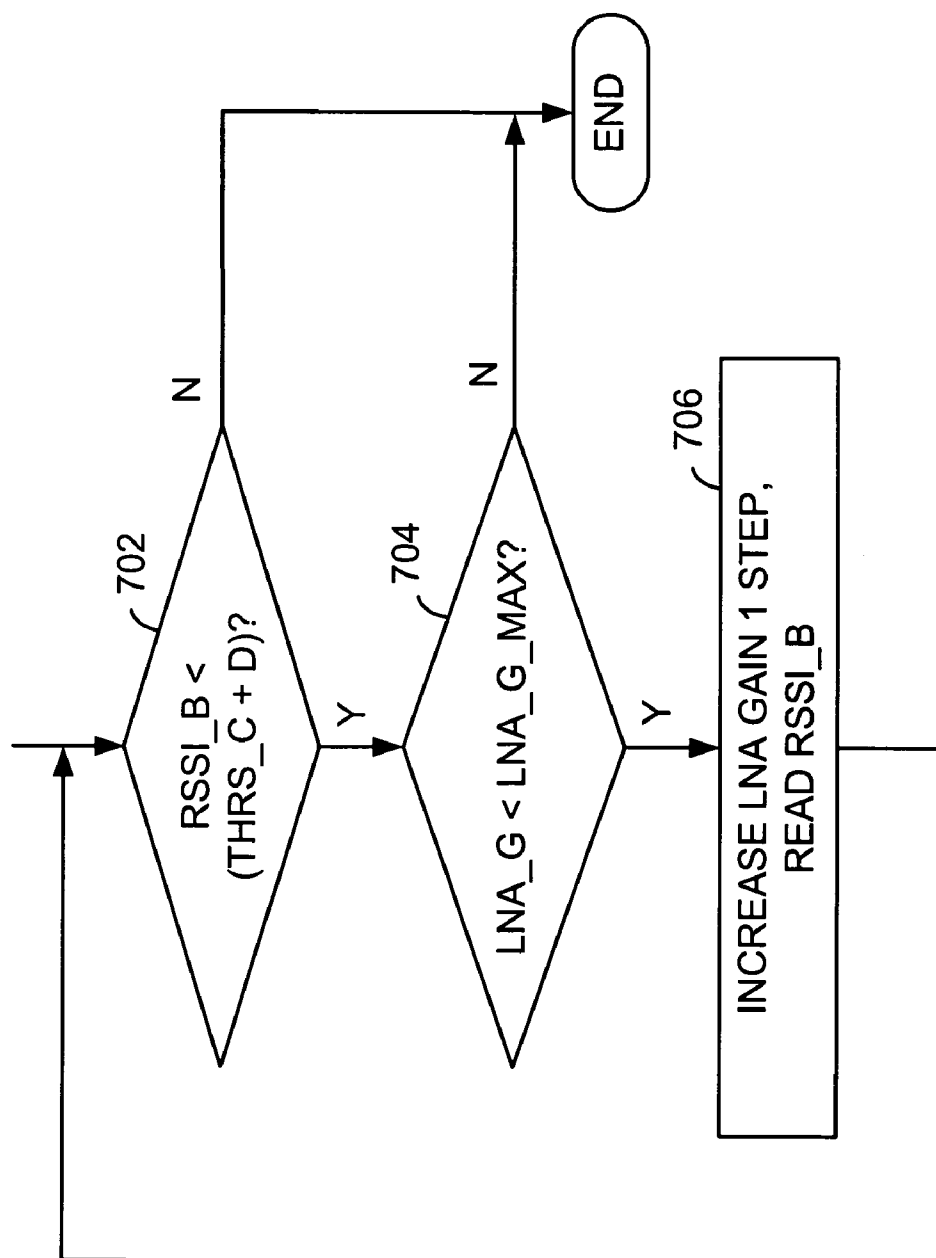 702
RSSI_B <
(THRS_C + D)?
N
Y
704
LNA_G < LNA_G_MAX?
N
Y
706
INCREASE LNA GAIN 1 STEP,
READ RSSI_B
END